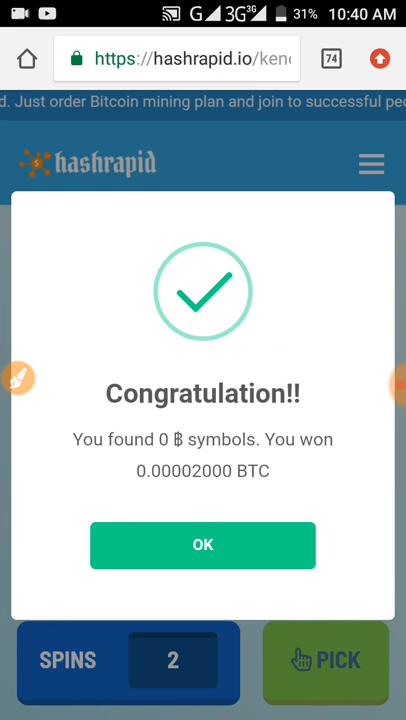 G 3G 3G 31% 10:40 AM
https://hashrapid.io/ken
74
d. Just order Bitcoin mining plan and join to successful pe
hashrapid
Congratulation!!
You found 0 ฿ symbols. You won
0.00002000 BTC
OK
SPINS 2 PICK